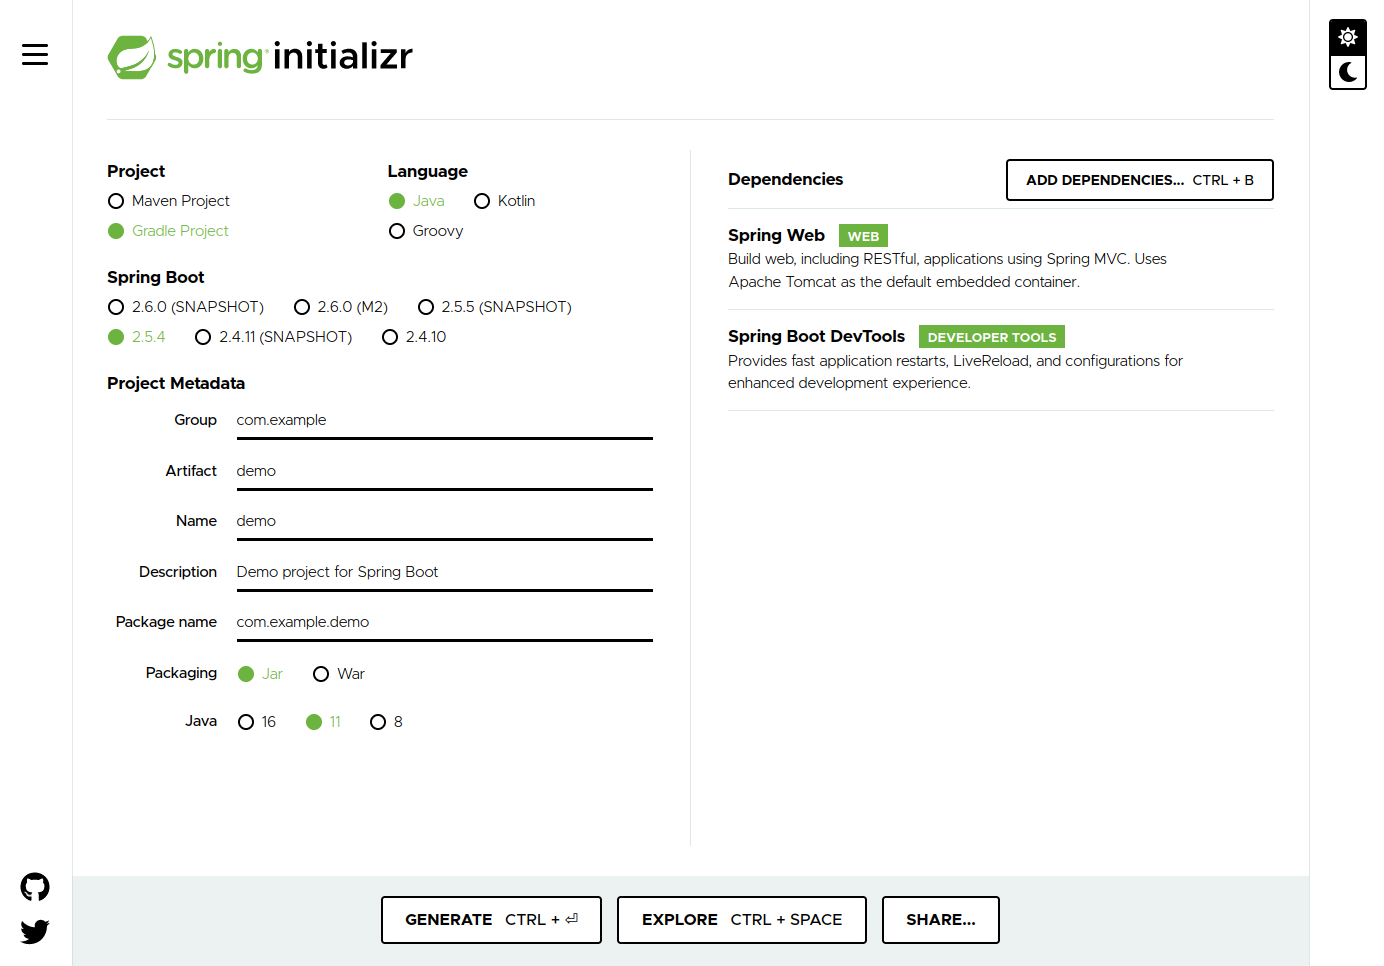 spring initializr
Project
Maven Project
Gradle Project
Language
Java Kotlin
Groovy
Spring Boot
2.6.0 (SNAPSHOT) 2.6.0 (M2) 2.5.5 (SNAPSHOT)
2.5.4 2.4.11 (SNAPSHOT) 2.4.10
Project Metadata
Group com.example
Artifact demo
Name demo
Description Demo project for Spring Boot
Package name com.example.demo
Packaging Jar War
Java 16 11 8
Dependencies ADD DEPENDENCIES... CTRL + B
Spring Web WEB
Build web, including RESTful, applications using Spring MVC. Uses
Apache Tomcat as the default embedded container.
Spring Boot DevTools DEVELOPER TOOLS
Provides fast application restarts, LiveReload, and configurations for
enhanced development experience.
GENERATE CTRL + ⏎ EXPLORE CTRL + SPACE SHARE...